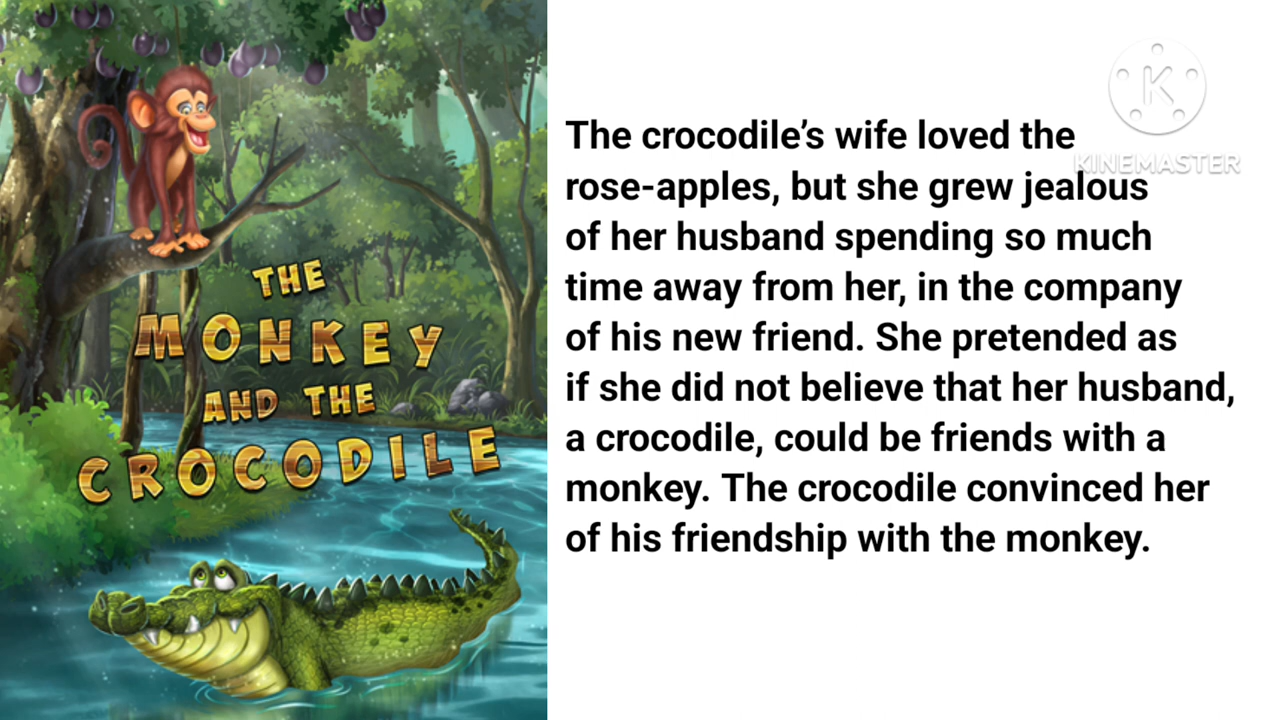 THE
MONKEY
AND THE
CROCODILE
The crocodile’s wife loved the
rose-apples, but she grew jealous
of her husband spending so much
time away from her, in the company
of his new friend. She pretended as
if she did not believe that her husband,
a crocodile, could be friends with a
monkey. The crocodile convinced her
of his friendship with the monkey.
K
KINEMASTER